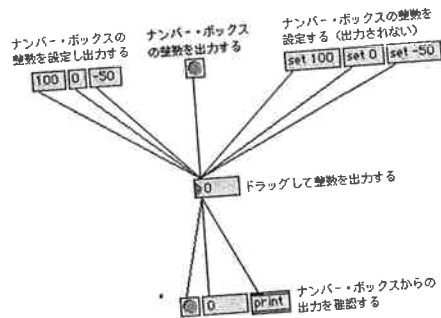 ナンバー・ボックスの
整数を設定し出力する
100 0 -50
ナンバー・ボックス
の整数を出力する
ナンバー・ボックスの整数を
設定する（出力されない）
set 100 set 0 set -50
0 ドラッグして整数を出力する
0 print
ナンバー・ボックスからの
出力を確認する